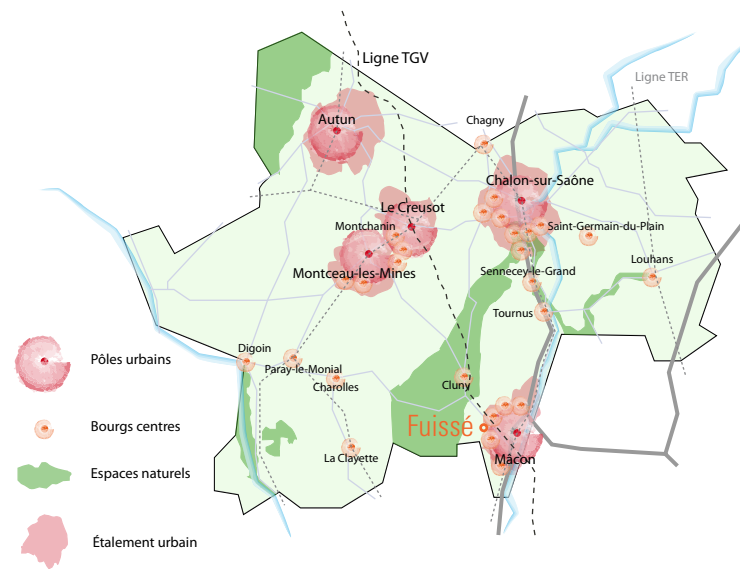 Ligne TGV
Ligne TER
Autun
Chagny
Chalon-sur-Saône
Le Creusot
Montchanin
Saint-Germain-du-Plain
Louhans
Montceau-les-Mines
Sennecey-le-Grand
Tournus
Digoin
Paray-le-Monial
Charolles
Cluny
Fuissé
La Clayette
Mâcon
Pôles urbains
Bourgs centres
Espaces naturels
Étalement urbain